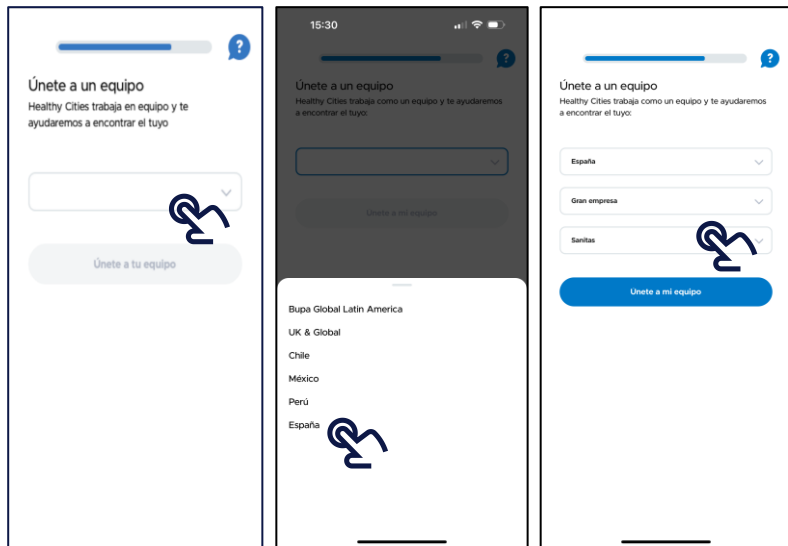 ?
Únete a un equipo
Healthy Cities trabaja en equipo y te
ayudaremos a encontrar el tuyo
Únete a tu equipo
15:30
?
Únete a un equipo
Healthy Cities trabaja como un equipo y te ayudaremos
a encontrar el tuyo:
Únete a mi equipo
Bupa Global Latin America
UK & Global
Chile
México
Perú
España
?
Únete a un equipo
Healthy Cities trabaja como un equipo y te ayudaremos
a encontrar el tuyo:
España
Gran empresa
Sanitas
Únete a mi equipo